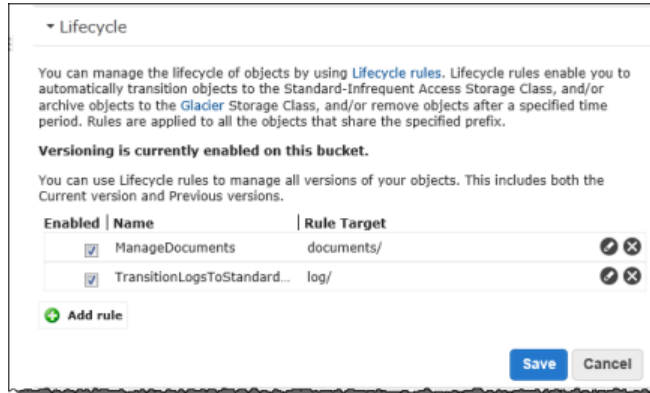 Lifecycle
You can manage the lifecycle of objects by using Lifecycle rules. Lifecycle rules enable you to
automatically transition objects to the Standard-Infrequent Access Storage Class, and/or
archive objects to the Glacier Storage Class, and/or remove objects after a specified time
period. Rules are applied to all the objects that share the specified prefix.
Versioning is currently enabled on this bucket.
You can use Lifecycle rules to manage all versions of your objects. This includes both the
Current version and Previous versions.
Enabled Name Rule Target
ManageDocuments documents/
TransitionLogsToStandard... log/
Add rule
Save Cancel